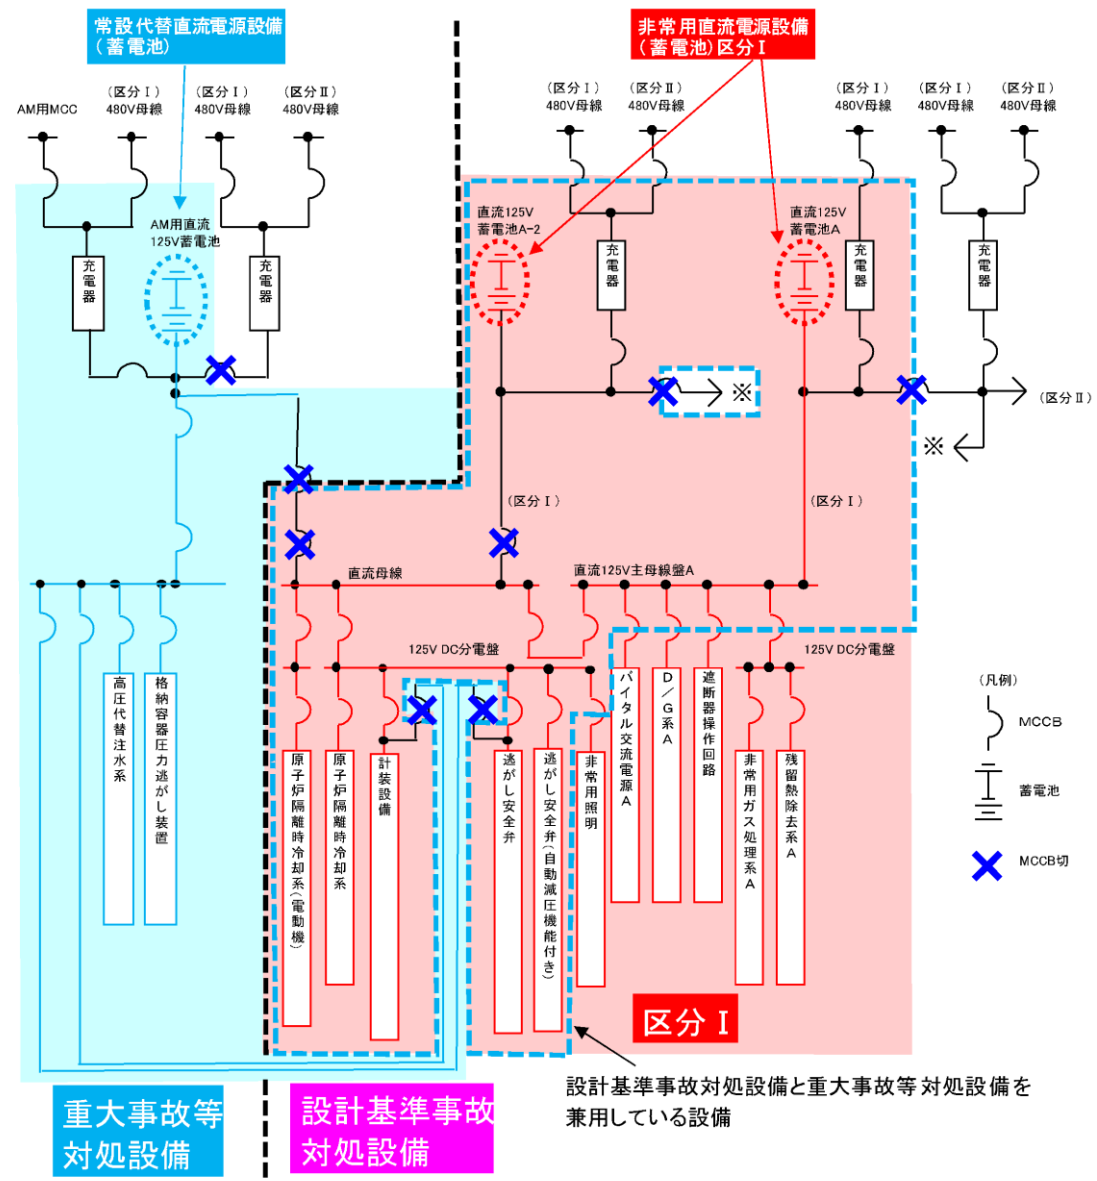 常設代替直流電源設備
(蓄電池)
非常用直流電源設備
(蓄電池)区分Ⅰ
AM用MCC
(区分Ⅰ)
480V母線
(区分Ⅰ)
480V母線
(区分Ⅱ)
480V母線
(区分Ⅰ)
480V母線
(区分Ⅱ)
480V母線
(区分Ⅰ)
480V母線
(区分Ⅰ)
480V母線
(区分Ⅱ)
480V母線
AM用直流
125V蓄電池
直流125V
蓄電池A-2
直流125V
蓄電池A
充電器
充電器
充電器
充電器
充電器
※
(区分Ⅱ)
※
(区分Ⅰ)
(区分Ⅰ)
直流母線
直流125V主母線盤A
125V DC分電盤
125V DC分電盤
高圧代替注水系
格納容器圧力逃がし装置
原子炉隔離時冷却系(電動機)
原子炉隔離時冷却系
計装設備
逃がし安全弁
逃がし安全弁(自動減圧機能付き)
非常用照明
バイタル交流電源A
D/G系A
遮断器操作回路
非常用ガス処理系A
残留熱除去系A
(凡例)
MCCB
蓄電池
MCCB切
区分Ⅰ
設計基準事故対処設備と重大事故等対処設備を
兼用している設備
重大事故等
対処設備
設計基準事故
対処設備